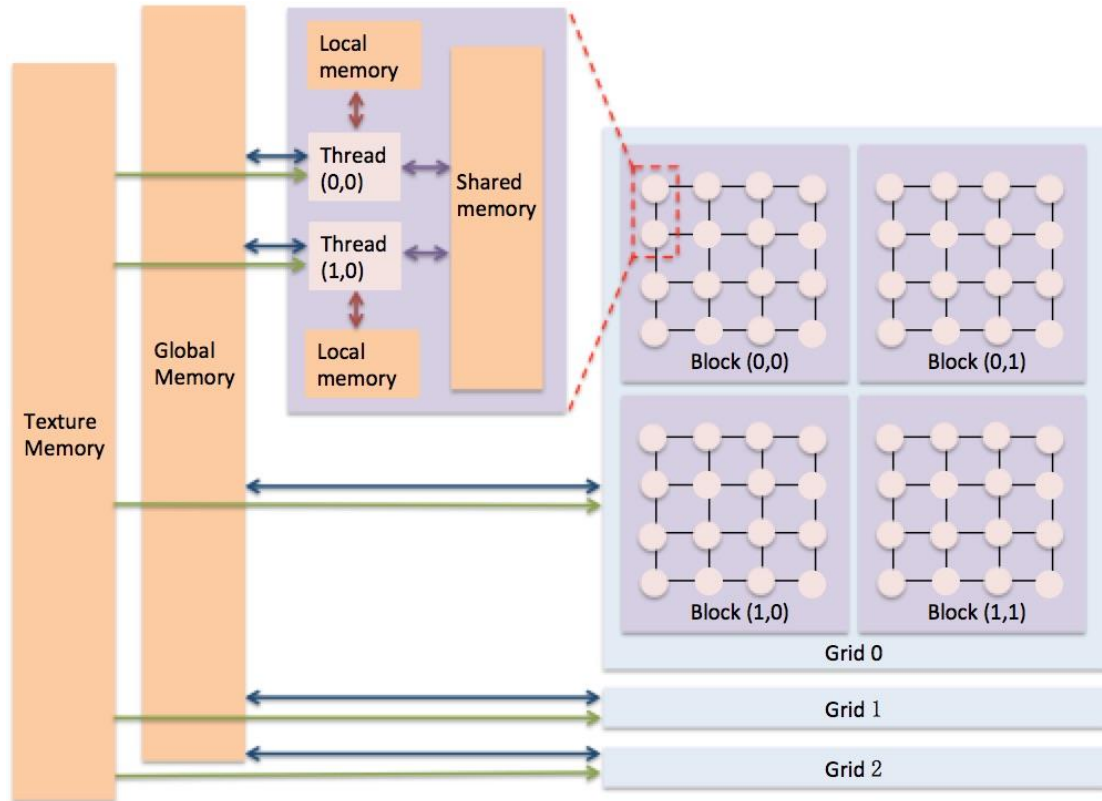 Texture
Memory
Global
Memory
Local
memory
Thread
(0,0)
Thread
(1,0)
Local
memory
Shared
memory
Block (0,0)
Block (0,1)
Block (1,0)
Block (1,1)
Grid 0
Grid 1
Grid 2